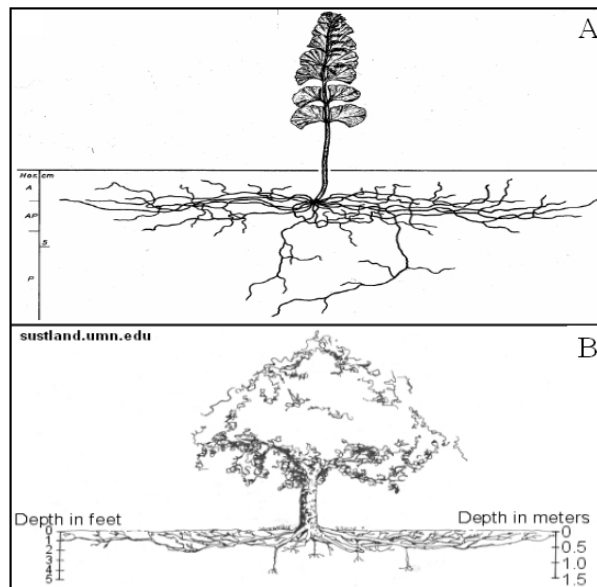 A
Hor. cm
A
AP
5
P
sustland.umn.edu
B
Depth in feet
Depth in meters
0
1
2
3
4
5
0
0.5
1.0
1.5